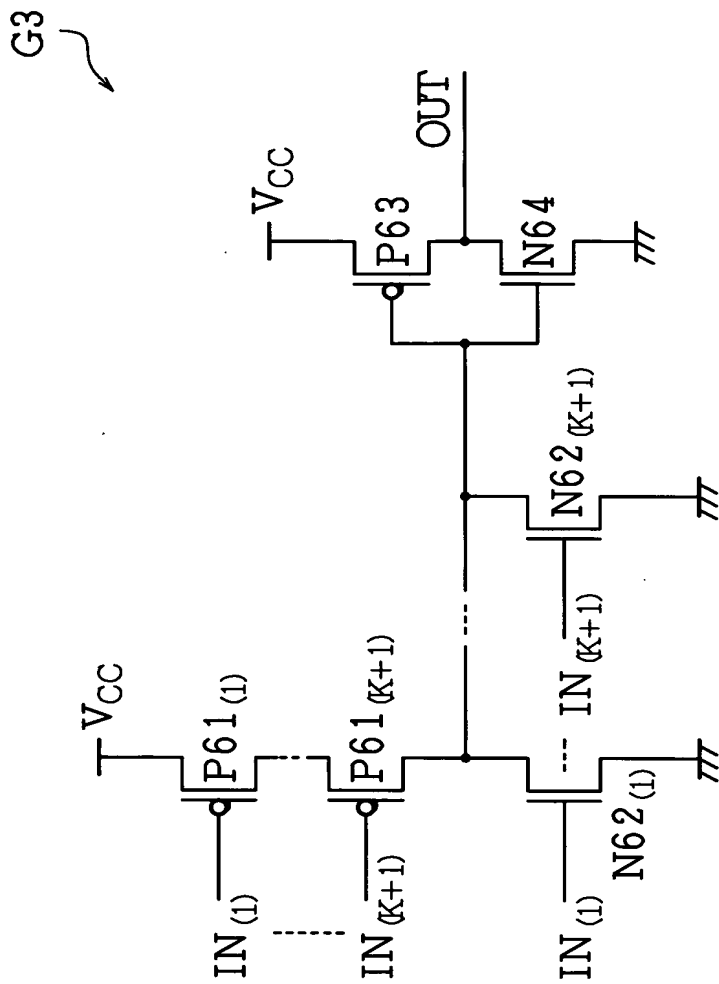 G3
VCC
VCC
IN(1)
P61(1)
IN(K+1)
P61(K+1)
P63
OUT
N64
IN(1)
N62(1)
IN(K+1)
N62(K+1)